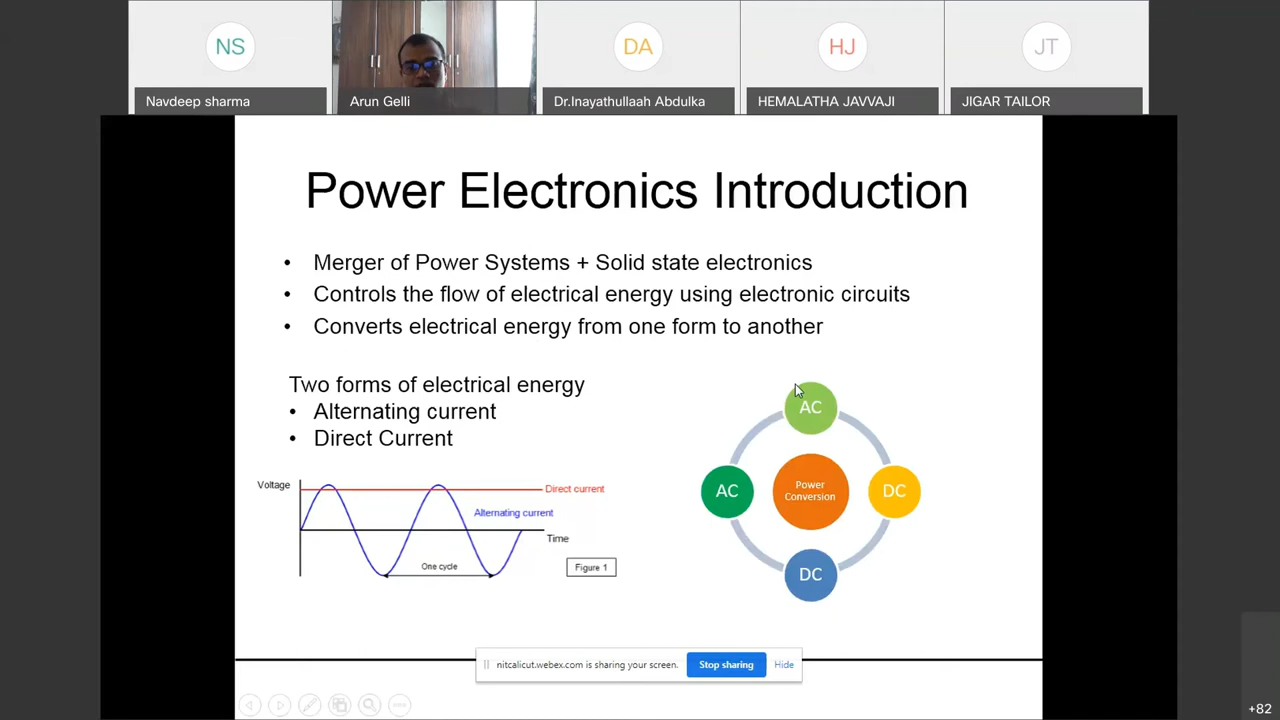 NS
DA
HJ
JT
Navdeep sharma
Arun Gelli
Dr.Inayathullaah Abdulka
HEMALATHA JAVVAJI
JIGAR TAILOR
Power Electronics Introduction
• Merger of Power Systems + Solid state electronics
• Controls the flow of electrical energy using electronic circuits
• Converts electrical energy from one form to another
Two forms of electrical energy
• Alternating current
• Direct Current
Voltage
Direct current
Alternating current
Time
One cycle
Figure 1
AC
AC
Power
Conversion
DC
DC
nitcalicut.webex.com is sharing your screen.
Stop sharing
Hide
+82